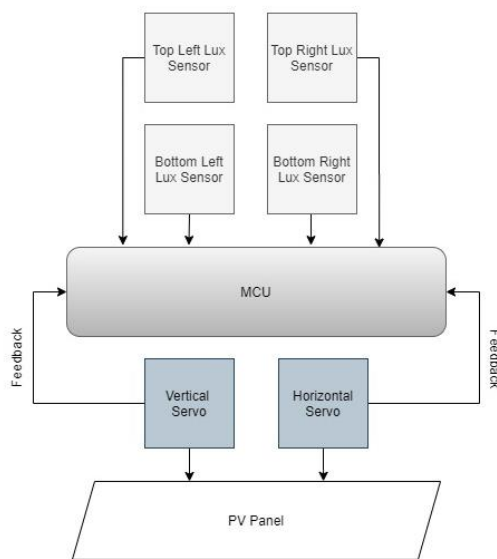 Top Left Lux
Sensor
Top Right Lux
Sensor
Bottom Left
Lux Sensor
Bottom Right
Lux Sensor
MCU
Feedback
Feedback
Vertical
Servo
Horizontal
Servo
PV Panel